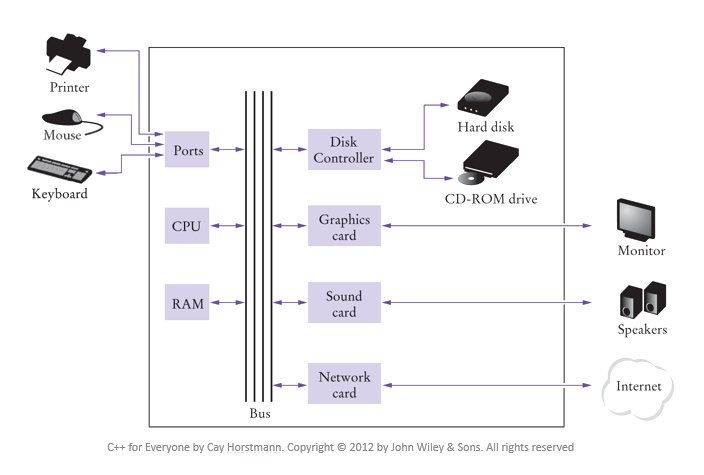 Printer
Mouse
Keyboard
Ports
CPU
RAM
Bus
Disk
Controller
Graphics
card
Sound
card
Network
card
Hard disk
CD-ROM drive
Monitor
Speakers
Internet
C++ for Everyone by Cay Horstmann. Copyright © 2012 by John Wiley & Sons. All rights reserved